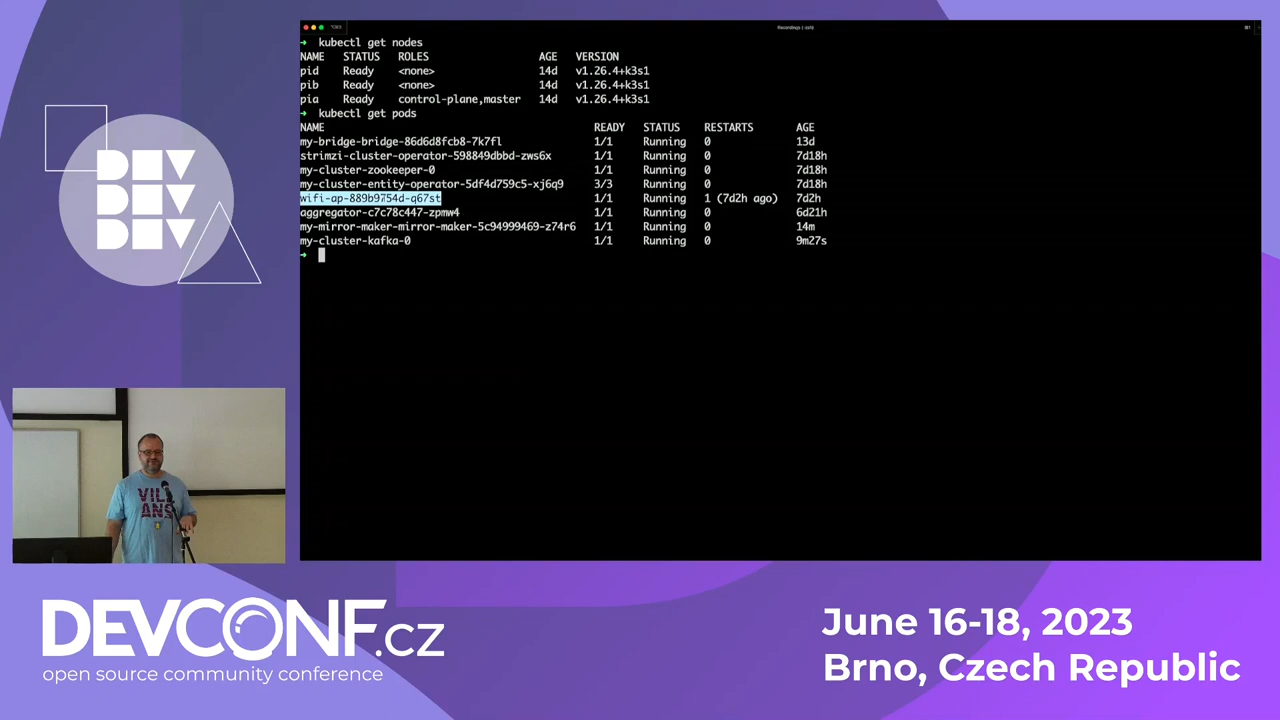 DEV
DEV
DEV
→ kubectl get nodes
NAME STATUS ROLES AGE VERSION
pid Ready <none> 14d v1.26.4+k3s1
pib Ready <none> 14d v1.26.4+k3s1
pia Ready control-plane,master 14d v1.26.4+k3s1
→ kubectl get pods
NAME READY STATUS RESTARTS AGE
my-bridge-bridge-86d6d8fcb8-7k7fl 1/1 Running 0 13d
strimzi-cluster-operator-598849dbbd-zws6x 1/1 Running 0 7d18h
my-cluster-zookeeper-0 1/1 Running 0 7d18h
my-cluster-entity-operator-5df4d759c5-xj6q9 3/3 Running 0 7d18h
wifi-ap-889b9754d-q67st 1/1 Running 1 (7d2h ago) 7d2h
aggregator-c7c78c447-zpmw4 1/1 Running 0 6d21h
my-mirror-maker-mirror-maker-5c94999469-z74r6 1/1 Running 0 14m
my-cluster-kafka-0 1/1 Running 0 9m27s
→
VILL
ANS
DEVCONF.cz
open source community conference
June 16-18, 2023
Brno, Czech Republic